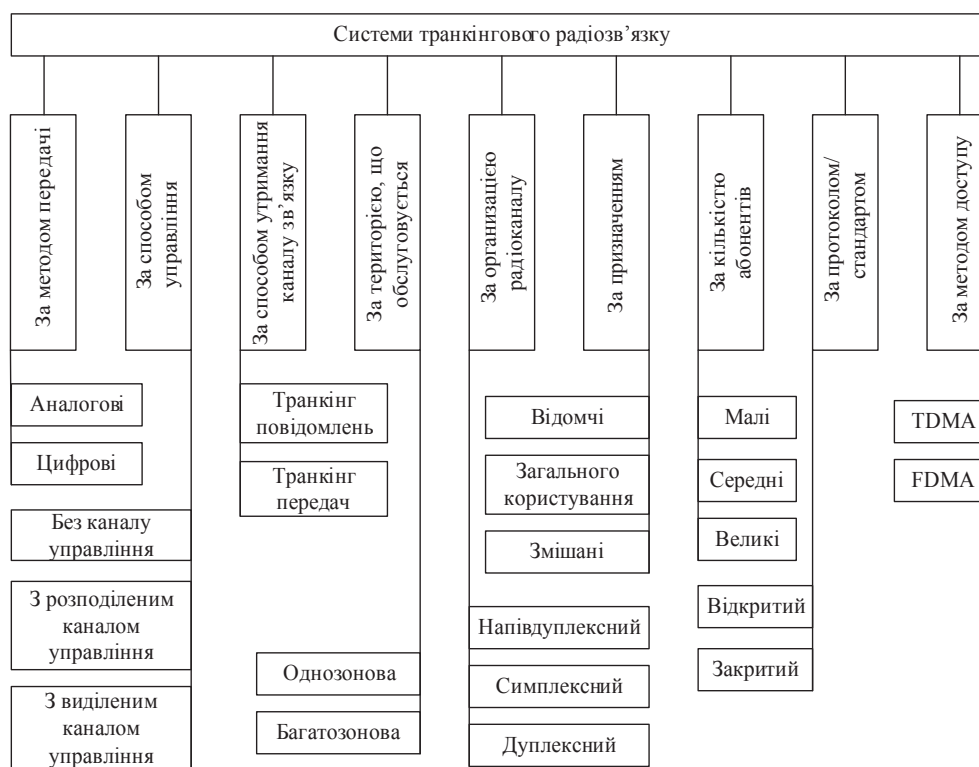 Системи транкінгового радіозв’язку
За методом передачі
За способом
управління
За способом утримання
каналу зв’язку
За територією, що
обслуговується
За организацією
радіоканалу
За призначенням
За кількістю
абонентів
За протоколом/
стандартом
За методом доступу
Аналогові
Цифрові
Без каналу
управління
З розподіленим
каналом
управління
З виділеним
каналом
управління
Транкінг
повідомлень
Транкінг
передач
Однозонова
Багатозонова
Відомчі
Загального
користування
Змішані
Напівдуплексний
Симплексний
Дуплексний
Малі
Середні
Великі
Відкритий
Закритий
TDMA
FDMA